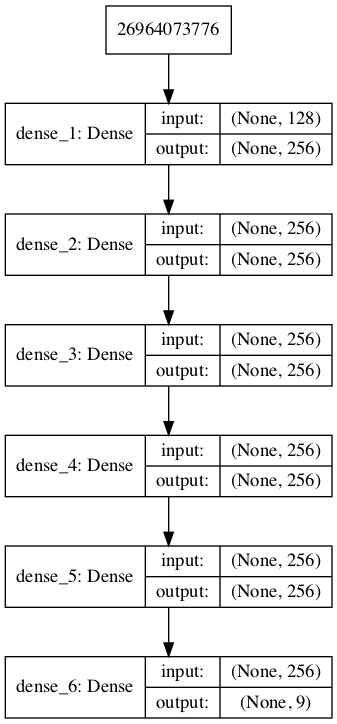 26964073776
dense_1: Dense
input: (None, 128)
output: (None, 256)
dense_2: Dense
input: (None, 256)
output: (None, 256)
dense_3: Dense
input: (None, 256)
output: (None, 256)
dense_4: Dense
input: (None, 256)
output: (None, 256)
dense_5: Dense
input: (None, 256)
output: (None, 256)
dense_6: Dense
input: (None, 256)
output: (None, 9)